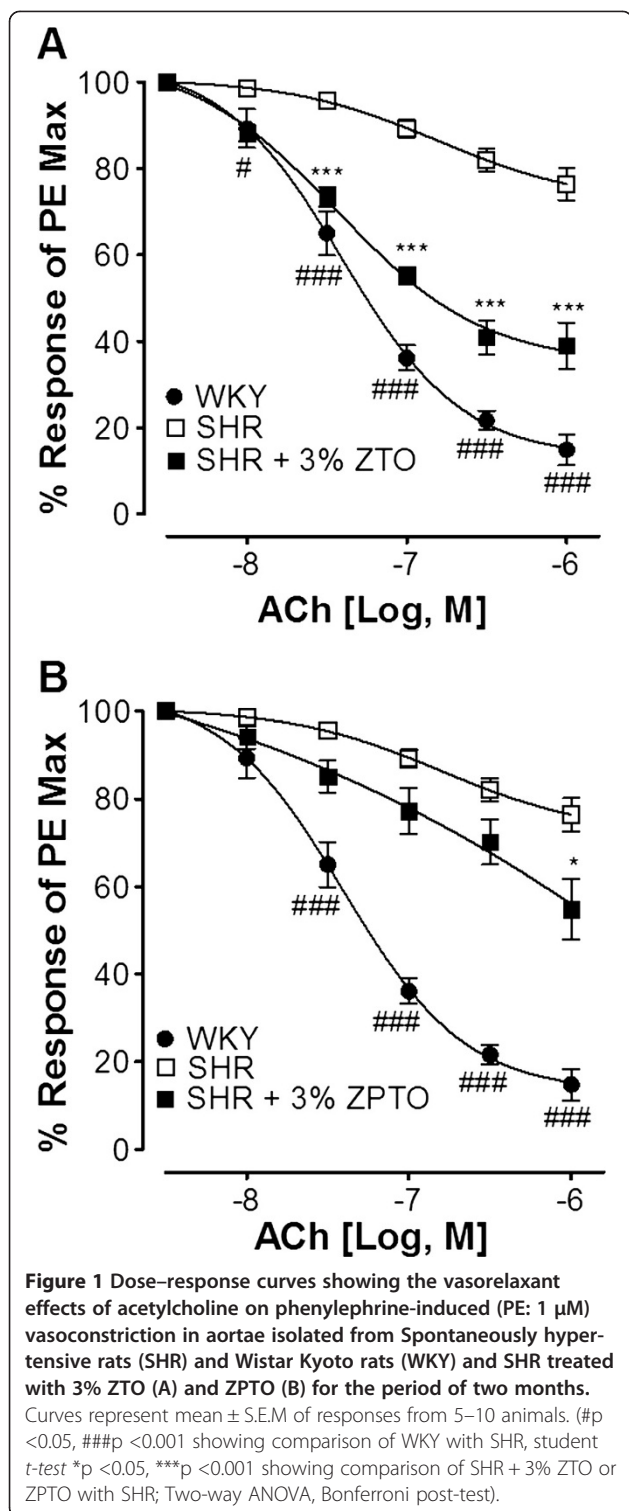 A
% Response of PE Max
100
80
60
40
20
0
#
***
###
***
###
***
###
***
###
WKY
SHR
SHR + 3% ZTO
-8
-7
-6
ACh [Log, M]
B
% Response of PE Max
100
80
60
40
20
0
###
###
###
*
###
WKY
SHR
SHR + 3% ZPTO
-8
-7
-6
ACh [Log, M]
Figure 1 Dose–response curves showing the vasorelaxant
effects of acetylcholine on phenylephrine-induced (PE: 1 μM)
vasoconstriction in aortae isolated from Spontaneously hyper-
tensive rats (SHR) and Wistar Kyoto rats (WKY) and SHR treated
with 3% ZTO (A) and ZPTO (B) for the period of two months.
Curves represent mean ± S.E.M of responses from 5–10 animals. (#p
<0.05, ###p <0.001 showing comparison of WKY with SHR, student
t-test *p <0.05, ***p <0.001 showing comparison of SHR + 3% ZTO or
ZPTO with SHR; Two-way ANOVA, Bonferroni post-test).